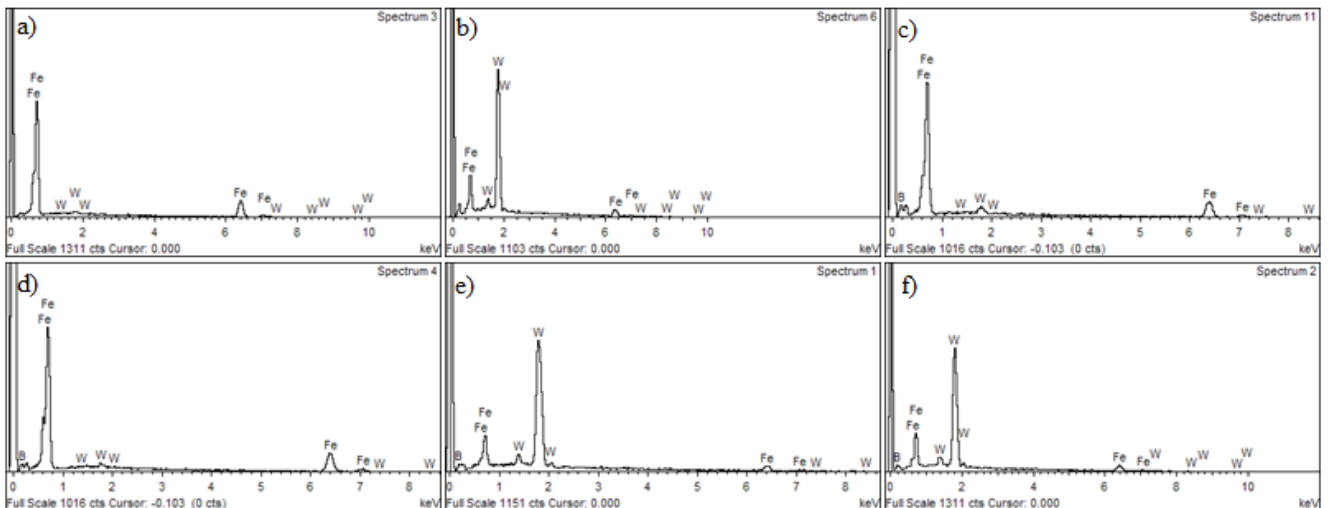 a)
Spectrum 3
Fe
Fe
W
W
W
Fe
Fe
W
W
W
W
W
0 2 4 6 8 10
Full Scale 1311 cts Cursor: 0.000
keV
b)
Spectrum 6
W
W
Fe
Fe
W
Fe
Fe
W
W
W
W
W
0 2 4 6 8 10
Full Scale 1103 cts Cursor: 0.000
keV
c)
Spectrum 11
Fe
Fe
B
W
W
W
Fe
Fe
W
W
0 1 2 3 4 5 6 7 8
Full Scale 1016 cts Cursor: -0.103 (0 cts)
keV
d)
Spectrum 4
Fe
Fe
B
W
W
W
Fe
Fe
W
W
0 1 2 3 4 5 6 7 8
Full Scale 1016 cts Cursor: -0.103 (0 cts)
keV
e)
Spectrum 1
W
Fe
Fe
W
W
B
Fe
Fe
W
W
0 1 2 3 4 5 6 7 8
Full Scale 1151 cts Cursor: 0.000
keV
f)
Spectrum 2
W
Fe
Fe
W
W
B
Fe
Fe
W
W
W
W
W
0 2 4 6 8 10
Full Scale 1311 cts Cursor: 0.000
keV